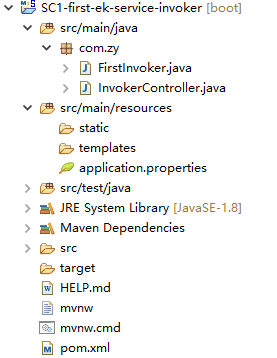 SC1-first-ek-service-invoker [boot]
src/main/java
com.zy
FirstInvoker.java
InvokerController.java
src/main/resources
static
templates
application.properties
src/test/java
JRE System Library [JavaSE-1.8]
Maven Dependencies
src
target
HELP.md
mvnw
mvnw.cmd
pom.xml